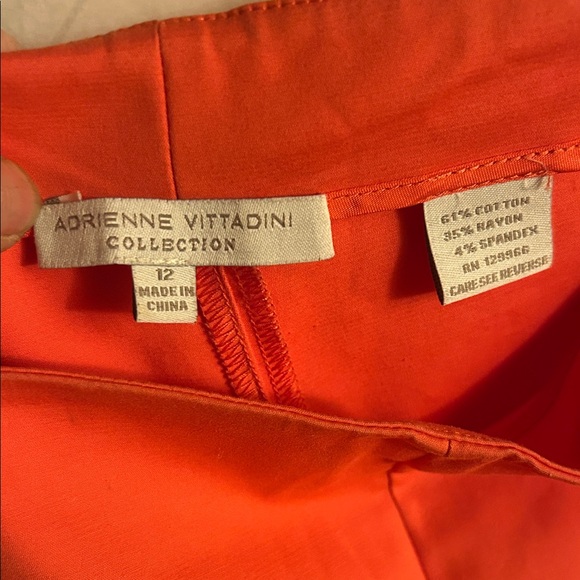 ADRIENNE VITTADINI
COLLECTION
12
MADE IN
CHINA
61% COTTON
35% RAYON
4% SPANDEX
RN 129966
CARE SEE REVERSE